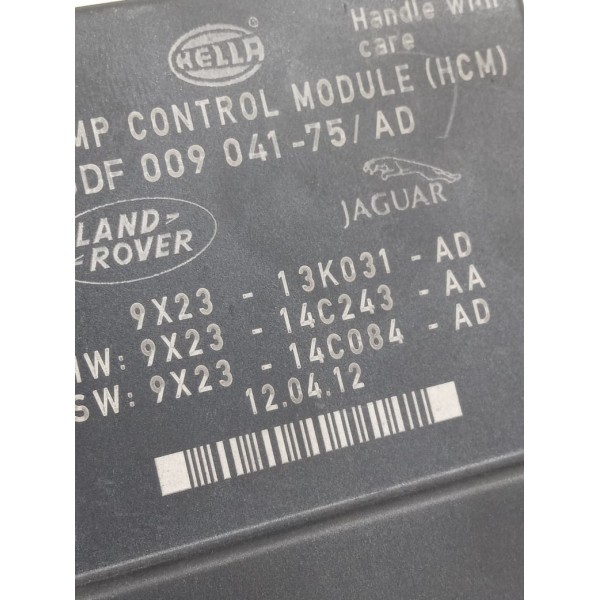 HELLA
Handle with
care
MP CONTROL MODULE (HCM)
DF 009 041-75/AD
LAND-
ROVER
JAGUAR
9X23 - 13K031 - AD
HW: 9X23 - 14C243 - AA
SW: 9X23 - 14C084 - AD
12.04.12